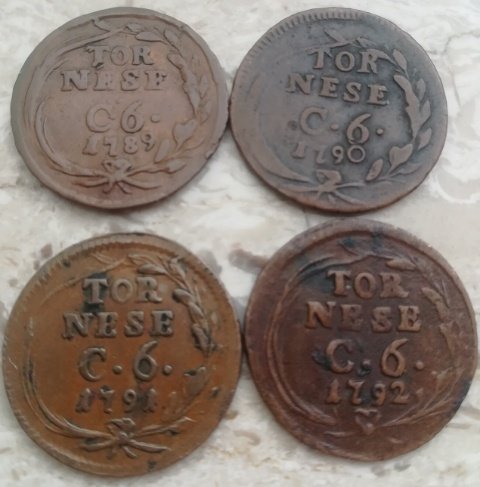 TOR
NESE
C 6.
1789
TOR
NESE
C. 6.
1790
TOR
NESE
C. 6.
1791
TOR
NESE
C. 6.
1792